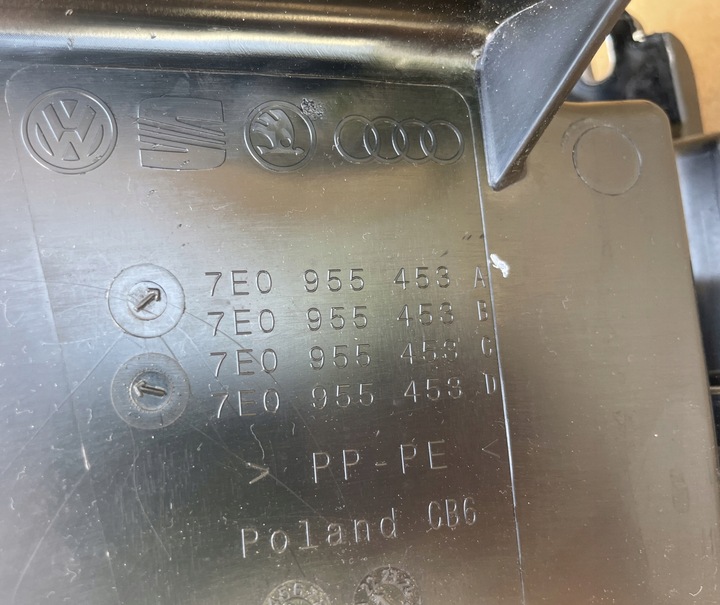 7E0 955 453 A
7E0 955 453 B
7E0 955 453 C
7E0 955 453 D
> PP-PE <
Poland CB6